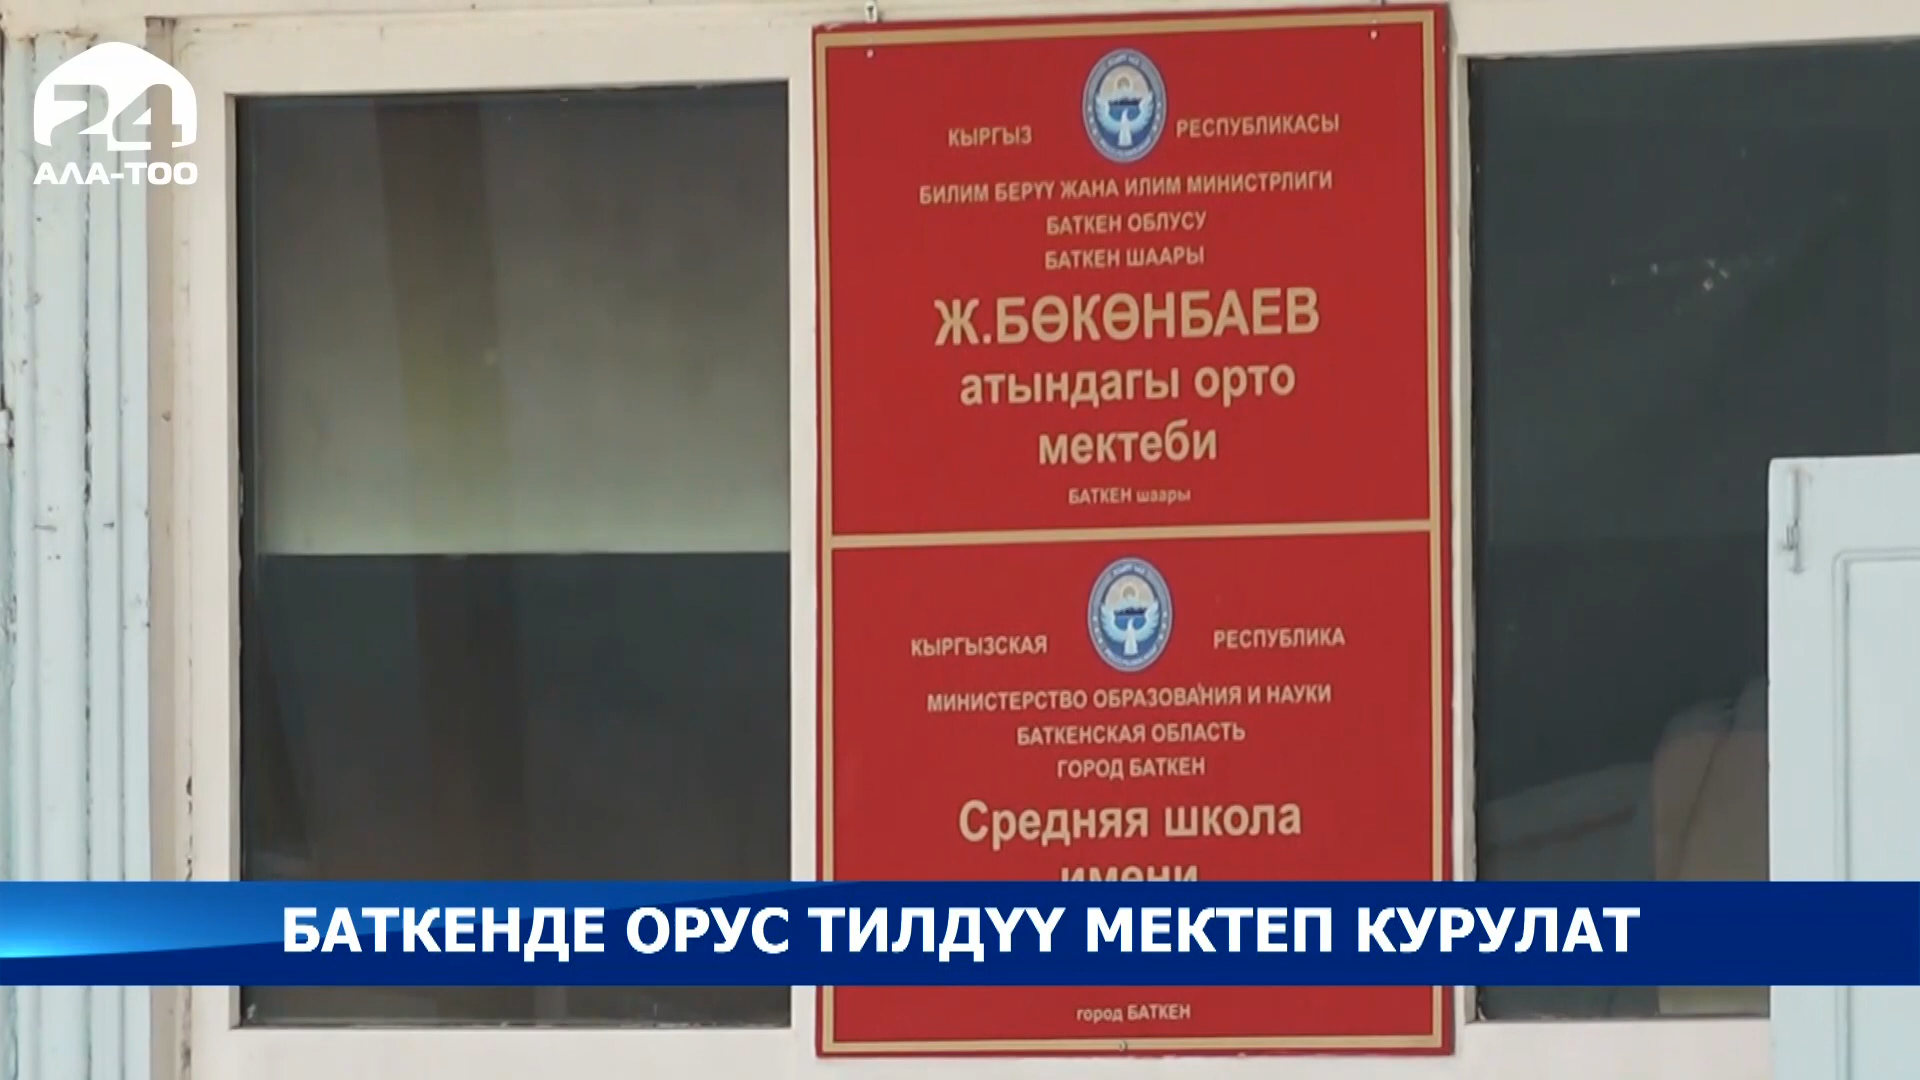 24
АЛА-ТОО
КЫРГЫЗ РЕСПУБЛИКАСЫ
БИЛИМ БЕРҮҮ ЖАНА ИЛИМ МИНИСТРЛИГИ
БАТКЕН ОБЛУСУ
БАТКЕН ШААРЫ
Ж.БӨКӨНБАЕВ
атындагы орто
мектеби
БАТКЕН шаары
КЫРГЫЗСКАЯ РЕСПУБЛИКА
МИНИСТЕРСТВО ОБРАЗОВАНИЯ И НАУКИ
БАТКЕНСКАЯ ОБЛАСТЬ
ГОРОД БАТКЕН
Средняя школа
имени
БАТКЕНДЕ ОРУС ТИЛДҮҮ МЕКТЕП КУРУЛАТ
город БАТКЕН